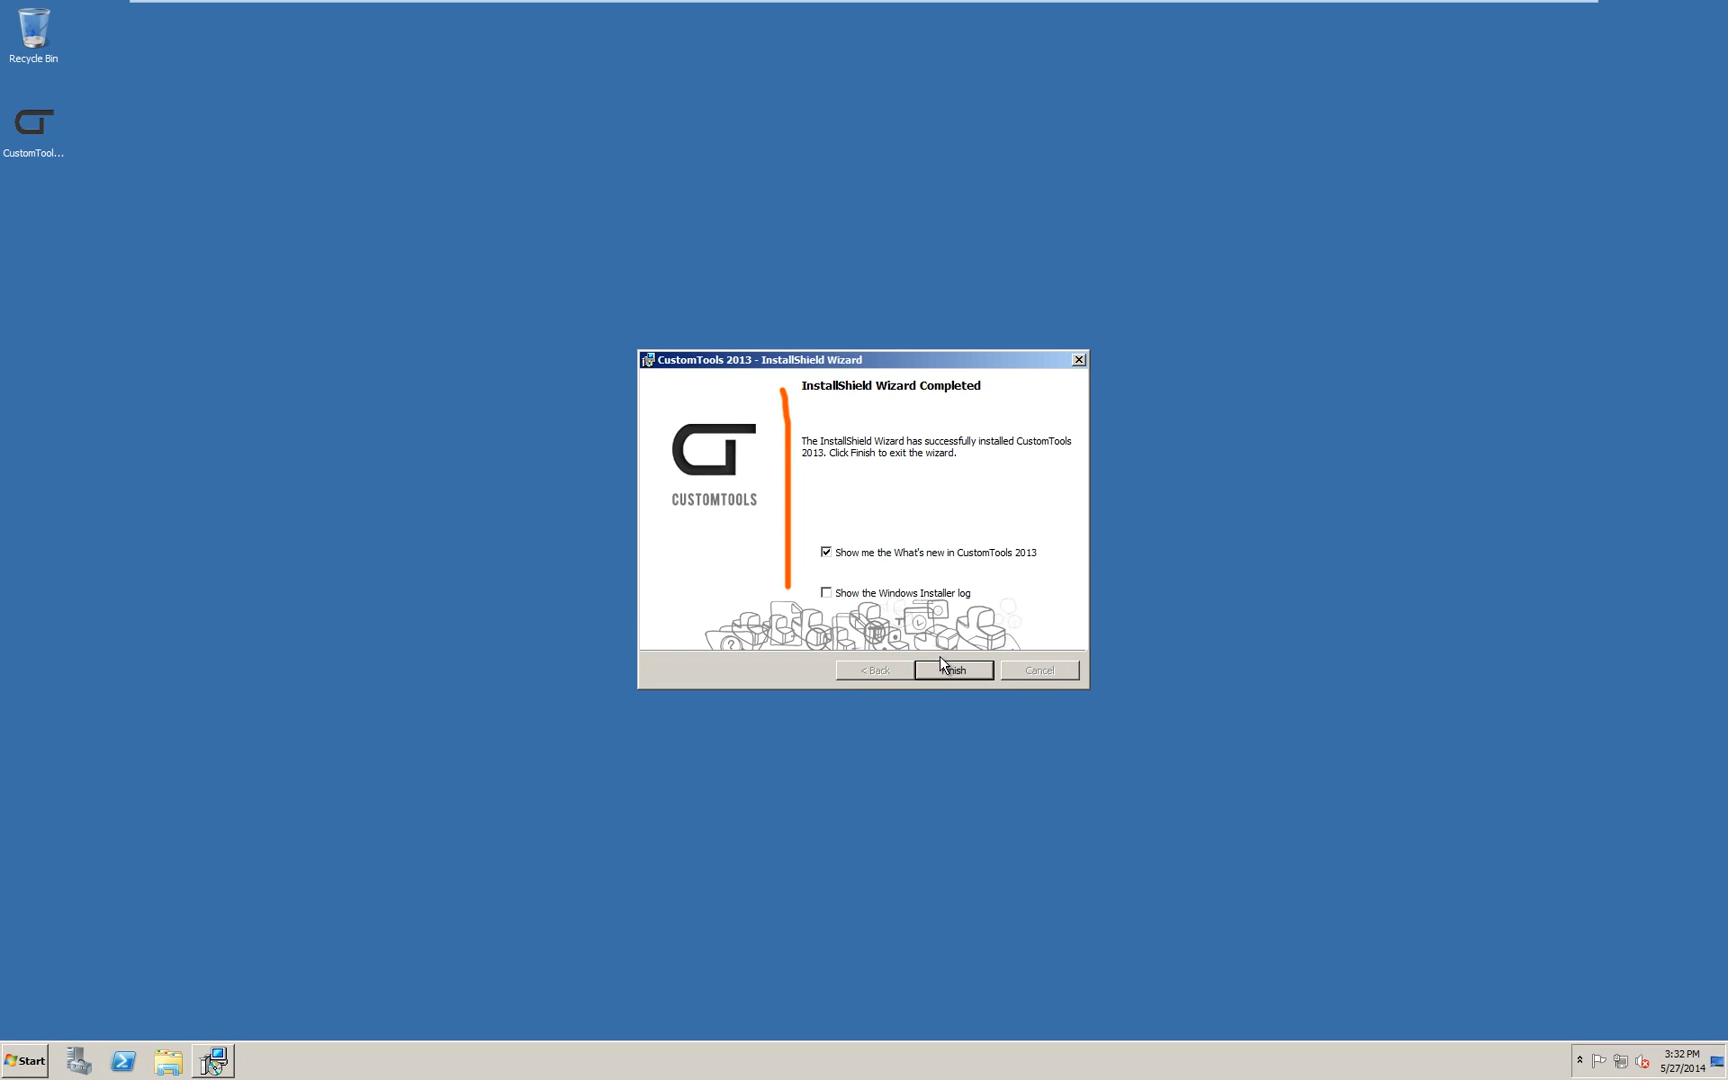 Recycle Bin
CustomTool...
CustomTools 2013 - InstallShield Wizard
InstallShield Wizard Completed
The InstallShield Wizard has successfully installed CustomTools
2013. Click Finish to exit the wizard.
CUSTOMTOOLS
Show me the What's new in CustomTools 2013
Show the Windows Installer log
< Back
Finish
Cancel
Start
3:32 PM
5/27/2014